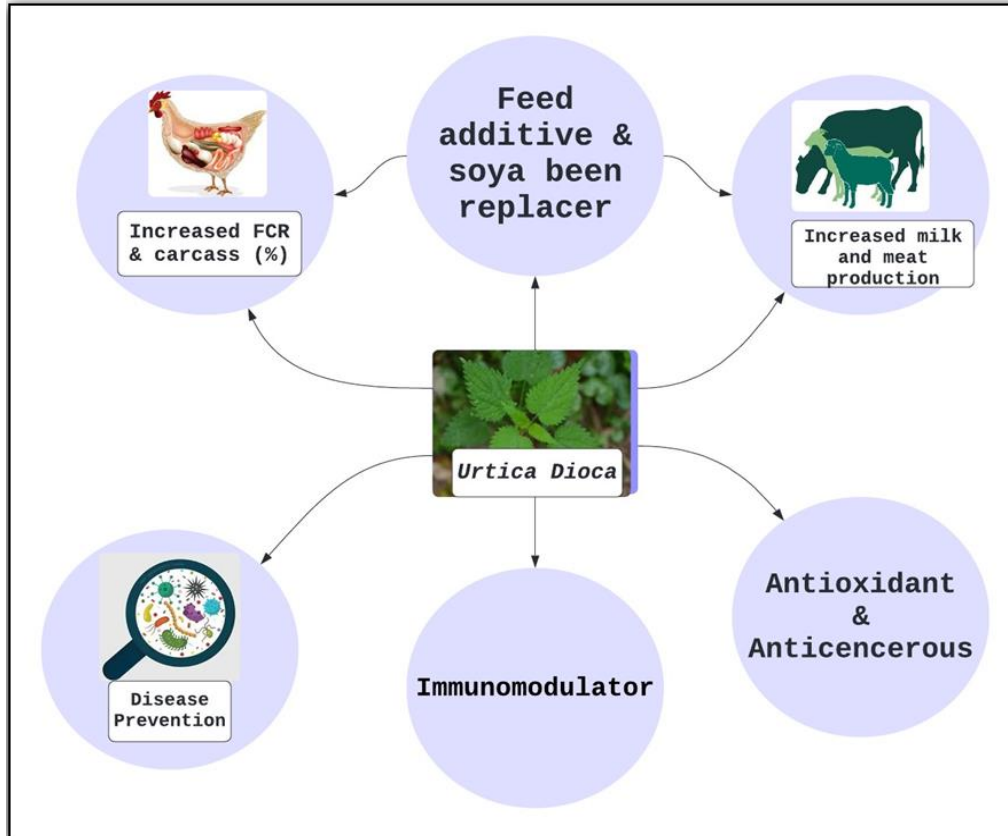 Feed
additive &
soya been
replacer
Increased FCR
& carcass (%)
Increased milk
and meat
production
Urtica Dioca
Disease
Prevention
Immunomodulator
Antioxidant
&
Anticencerous